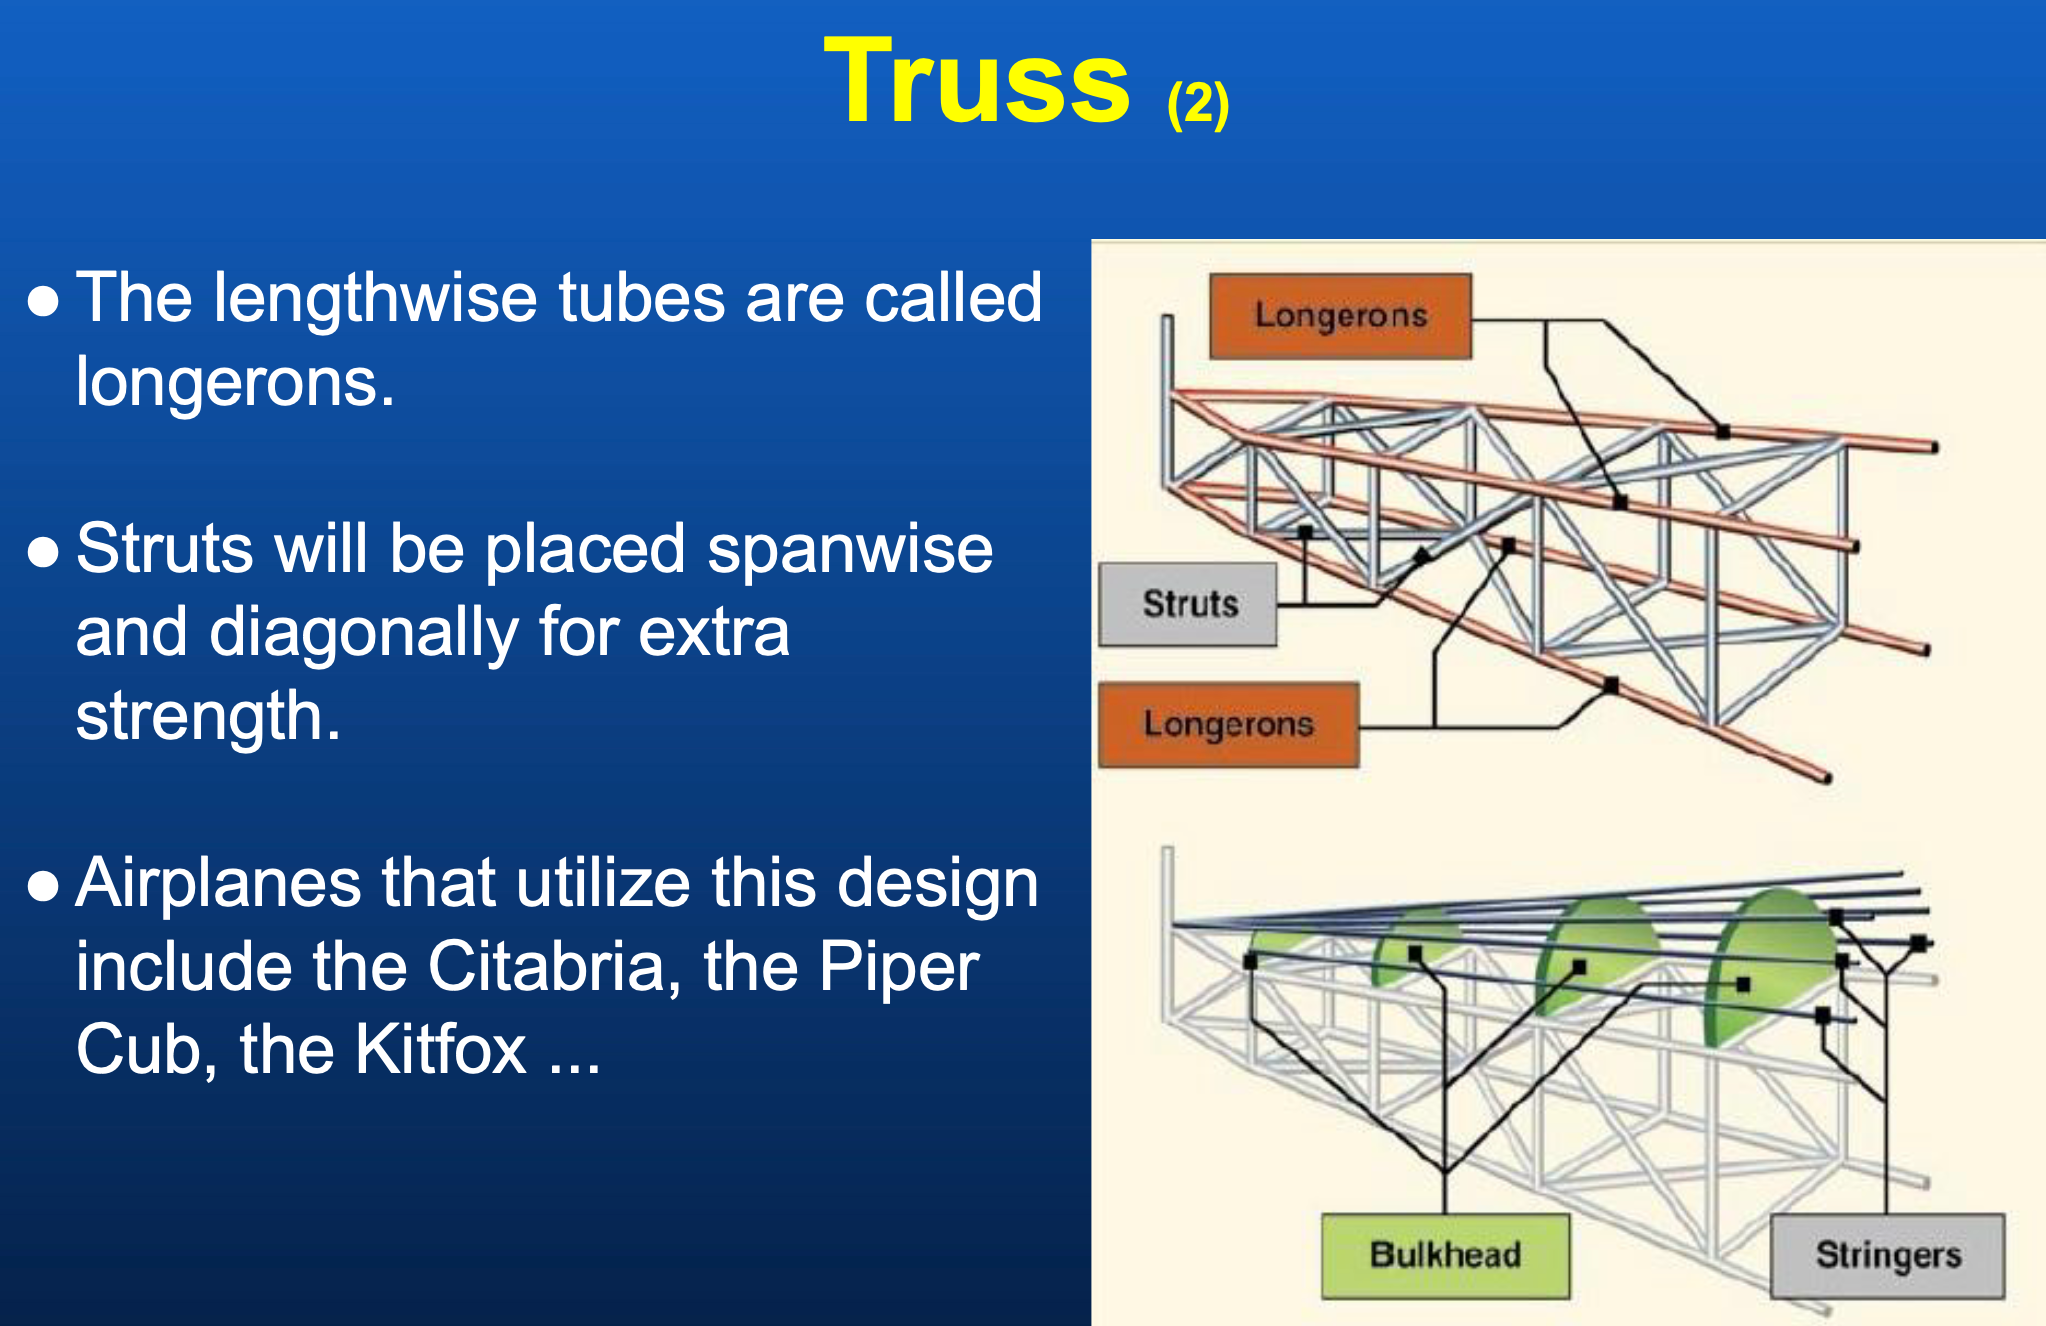 Truss (2)
● The lengthwise tubes are called
longerons.
● Struts will be placed spanwise
and diagonally for extra
strength.
● Airplanes that utilize this design
include the Citabria, the Piper
Cub, the Kitfox ...
Longerons
Struts
Longerons
Bulkhead
Stringers